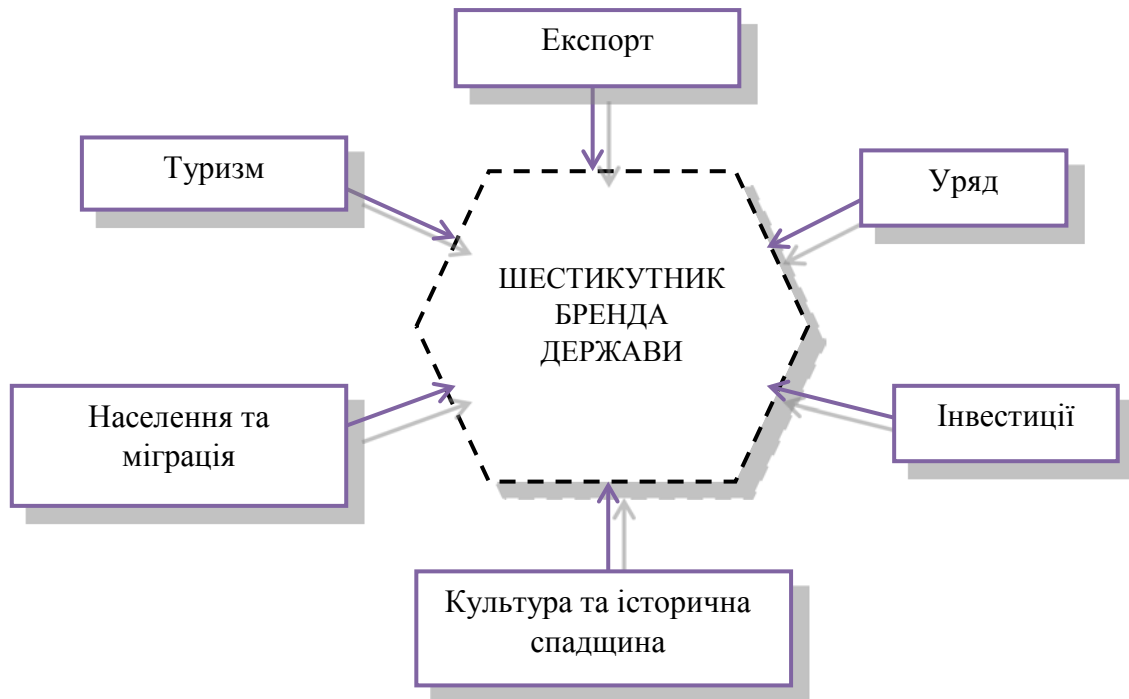 Експорт
Туризм
Уряд
ШЕСТИКУТНИК
БРЕНДА
ДЕРЖАВИ
Населення та
міграція
Інвестиції
Культура та історична
спадщина